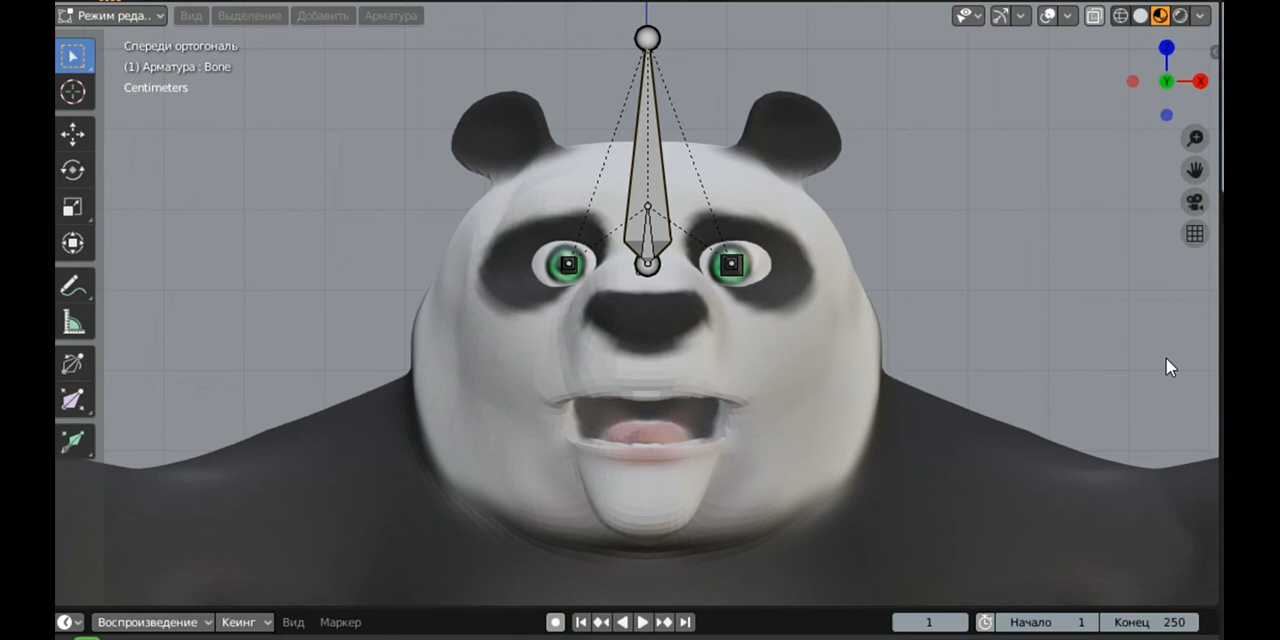 Режим реда.. Вид Выделение Добавить Арматура
Спереди ортогональ
(1) Арматура : Bone
Centimeters
Z
Y
X
Воспроизведение Кеинг Вид Маркер 1 Начало 1 Конец 250